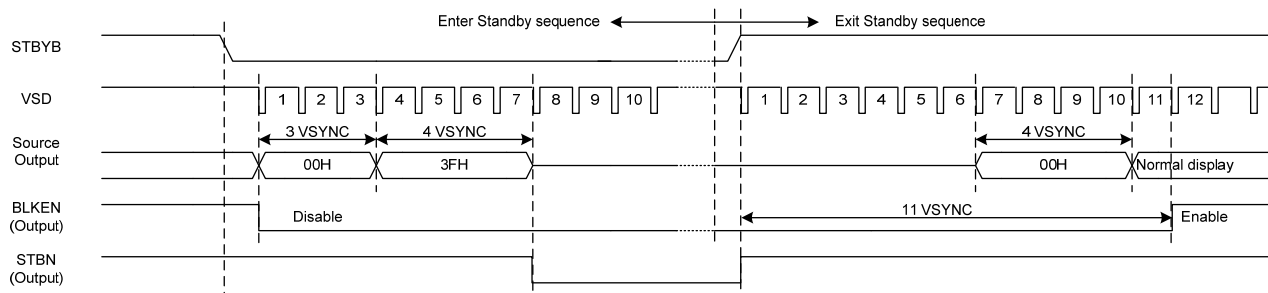 Enter Standby sequence Exit Standby sequence
STBYB
VSD 1 2 3 4 5 6 7 8 9 10 1 2 3 4 5 6 7 8 9 10 11 12
3 VSYNC 4 VSYNC 4 VSYNC
Source
Output
00H 3FH 00H Normal display
BLKEN
(Output)
Disable 11 VSYNC Enable
STBN
(Output)